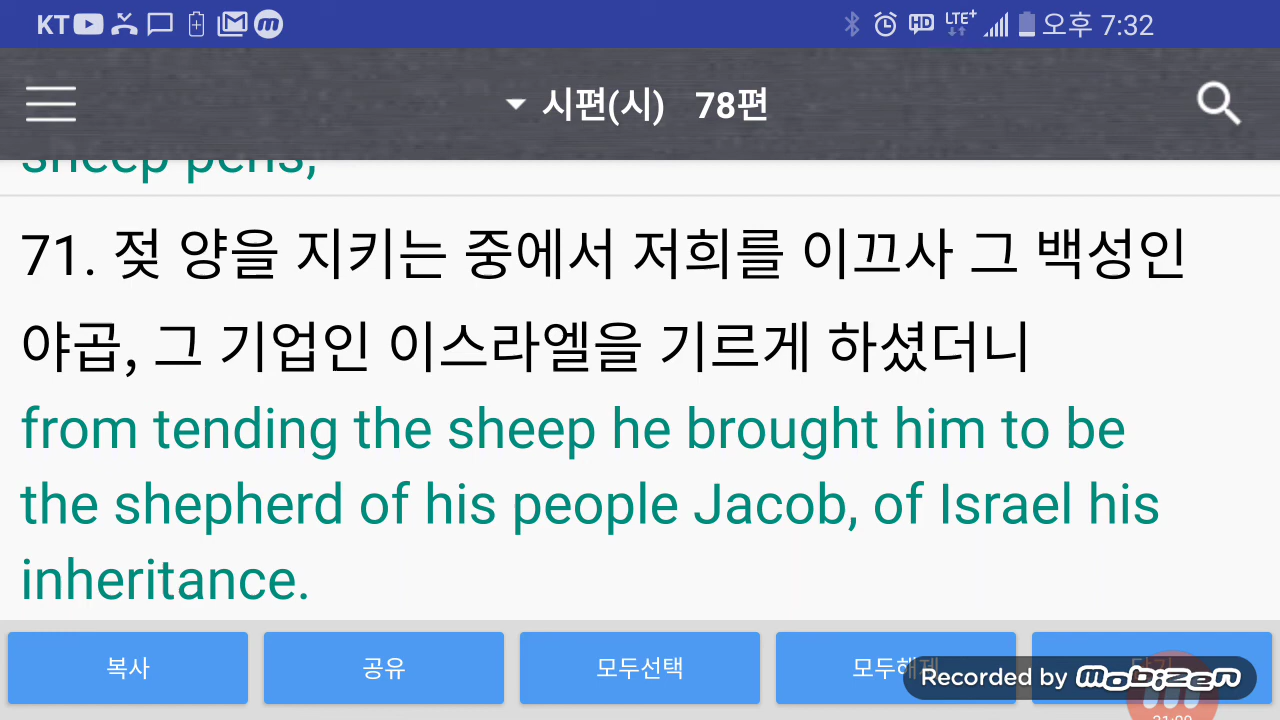 KT HD LTE+ 오후 7:32
시편(시) 78편
sheep pens,
71. 젖 양을 지키는 중에서 저희를 이끄사 그 백성인
야곱, 그 기업인 이스라엘을 기르게 하셨더니
from tending the sheep he brought him to be
the shepherd of his people Jacob, of Israel his
inheritance.
복사 공유 모두선택 모두해제
Recorded by mobizen